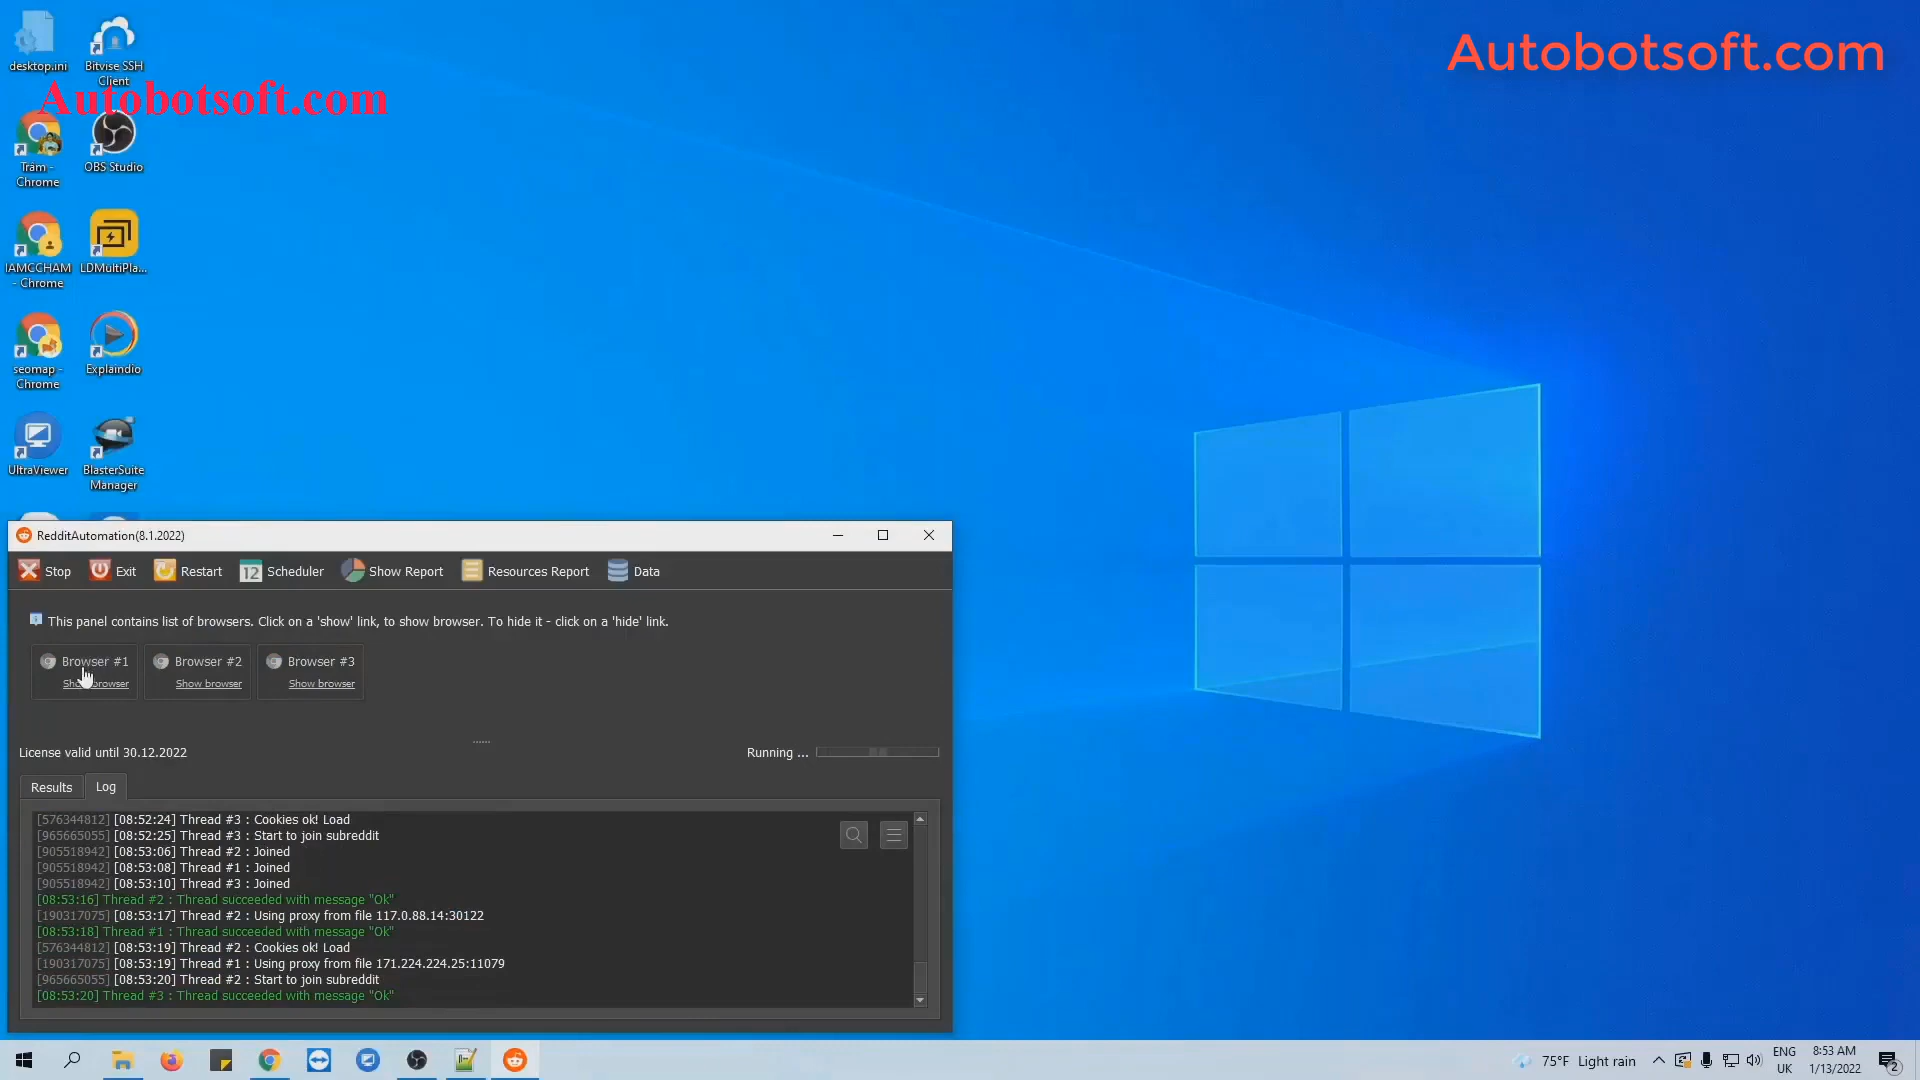 Autobotsoft.com
desktop.ini
Bitvise SSH
Client
Autobotsoft.com
Trâm -
Chrome
OBS Studio
IAMCCHAM
- Chrome
LDMultiPla...
seomap -
Chrome
Explaindio
UltraViewer
BlasterSuite
Manager
RedditAutomation(8.1.2022)
Stop
Exit
Restart
12
Scheduler
Show Report
Resources Report
Data
This panel contains list of browsers. Click on a 'show' link, to show browser. To hide it - click on a 'hide' link.
Browser #1
Browser #2
Browser #3
Show browser
Show browser
Show browser
License valid until 30.12.2022
Running ...
Results
Log
[576344812] [08:52:24] Thread #3 : Cookies ok! Load
[965665055] [08:52:25] Thread #3 : Start to join subreddit
[905518942] [08:53:06] Thread #2 : Joined
[905518942] [08:53:08] Thread #1 : Joined
[905518942] [08:53:10] Thread #3 : Joined
[08:53:16] Thread #2 : Thread succeeded with message "Ok"
[190317075] [08:53:17] Thread #2 : Using proxy from file 117.0.88.14:30122
[08:53:18] Thread #1 : Thread succeeded with message "Ok"
[576344812] [08:53:19] Thread #2 : Cookies ok! Load
[190317075] [08:53:19] Thread #1 : Using proxy from file 171.224.224.25:11079
[965665055] [08:53:20] Thread #2 : Start to join subreddit
[08:53:20] Thread #3 : Thread succeeded with message "Ok"
75°F Light rain
ENG
UK
8:53 AM
1/13/2022
2